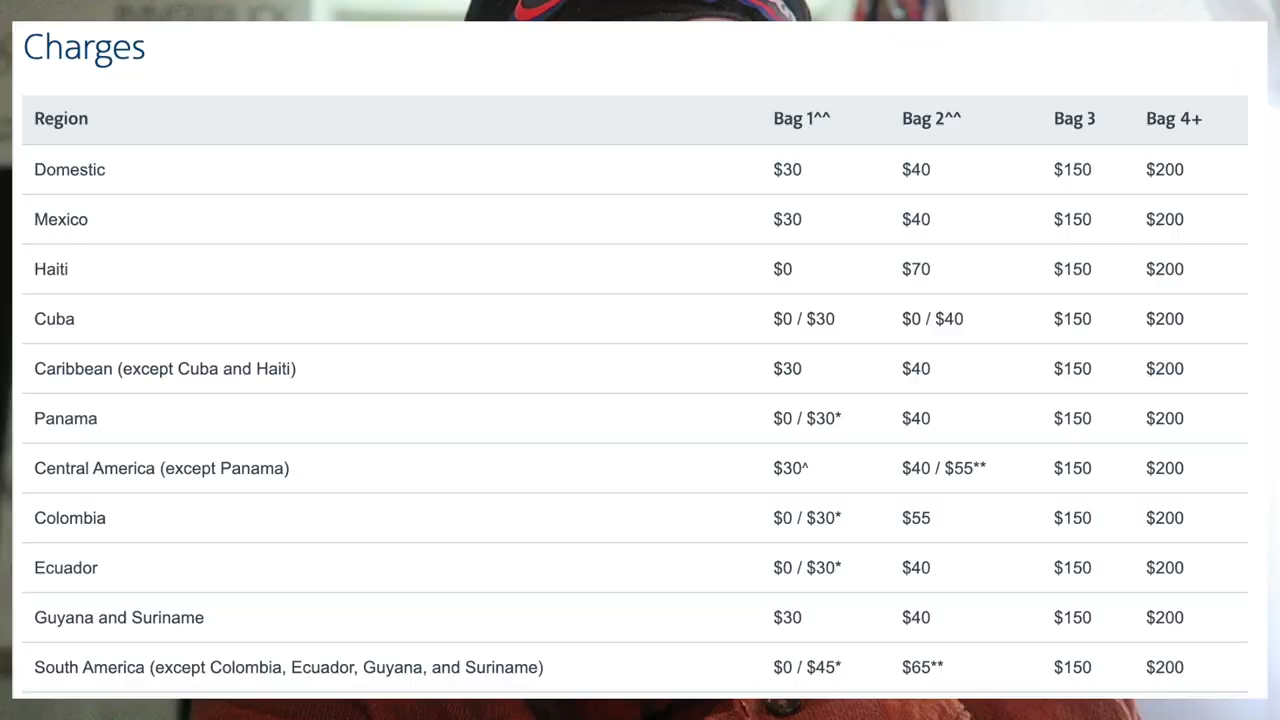 Charges
Region Bag 1^^ Bag 2^^ Bag 3 Bag 4+
Domestic $30 $40 $150 $200
Mexico $30 $40 $150 $200
Haiti $0 $70 $150 $200
Cuba $0 / $30 $0 / $40 $150 $200
Caribbean (except Cuba and Haiti) $30 $40 $150 $200
Panama $0 / $30* $40 $150 $200
Central America (except Panama) $30^ $40 / $55** $150 $200
Colombia $0 / $30* $55 $150 $200
Ecuador $0 / $30* $40 $150 $200
Guyana and Suriname $30 $40 $150 $200
South America (except Colombia, Ecuador, Guyana, and Suriname) $0 / $45* $65** $150 $200